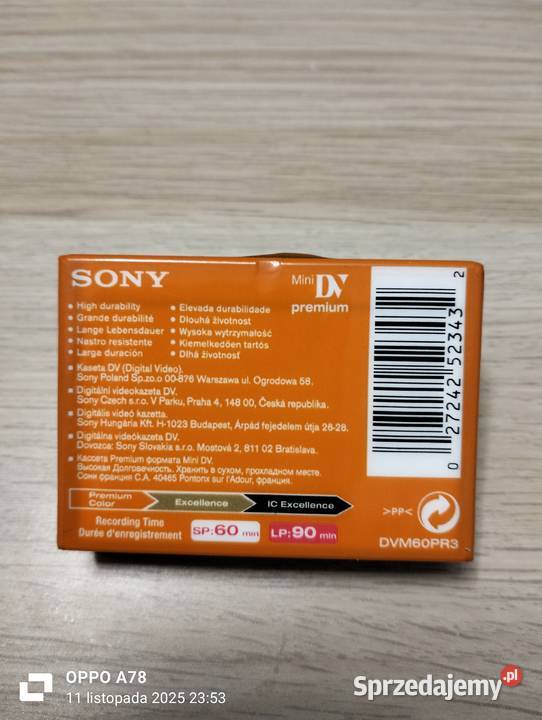 SONY
Mini DV
premium
• High durability
• Grande durabilité
• Lange Lebensdauer
• Nastro resistente
• Larga duración
• Elevada durabilidade
• Dlouhá životnost
• Wysoka wytrzymałość
• Kiemelkedően tartós
• Dlhá životnosť
▪ Kaseta DV (Digital Video).
Sony Poland Sp.zo.o 00-876 Warszawa ul. Ogrodowa 58.
▪ Digitální videokazeta DV.
Sony Czech s.r.o. V Parku, Praha 4, 148 00, Česká republika.
▪ Digitális videó kazetta.
Sony Hungária Kft. H-1023 Budapest, Árpád fejedelem útja 26-28.
▪ Digitálna videokazeta DV.
Dovozca: Sony Slovakia s.r.o. Mostová 2, 811 02 Bratislava.
▪ Кассета Premium формата Mini DV.
Высокая Долговечность. Хранить в сухом, прохладном месте.
Сони франция С.А. 40465 Pontonx sur l'Adour, франция.
Premium Color
Excellence
IC Excellence
Recording Time
Durée d'enregistrement
SP:60 min
LP:90 min
0 27242 52343 2
>PP<
DVM60PR3
OPPO A78
11 listopada 2025 23:53
Sprzedajemy.pl